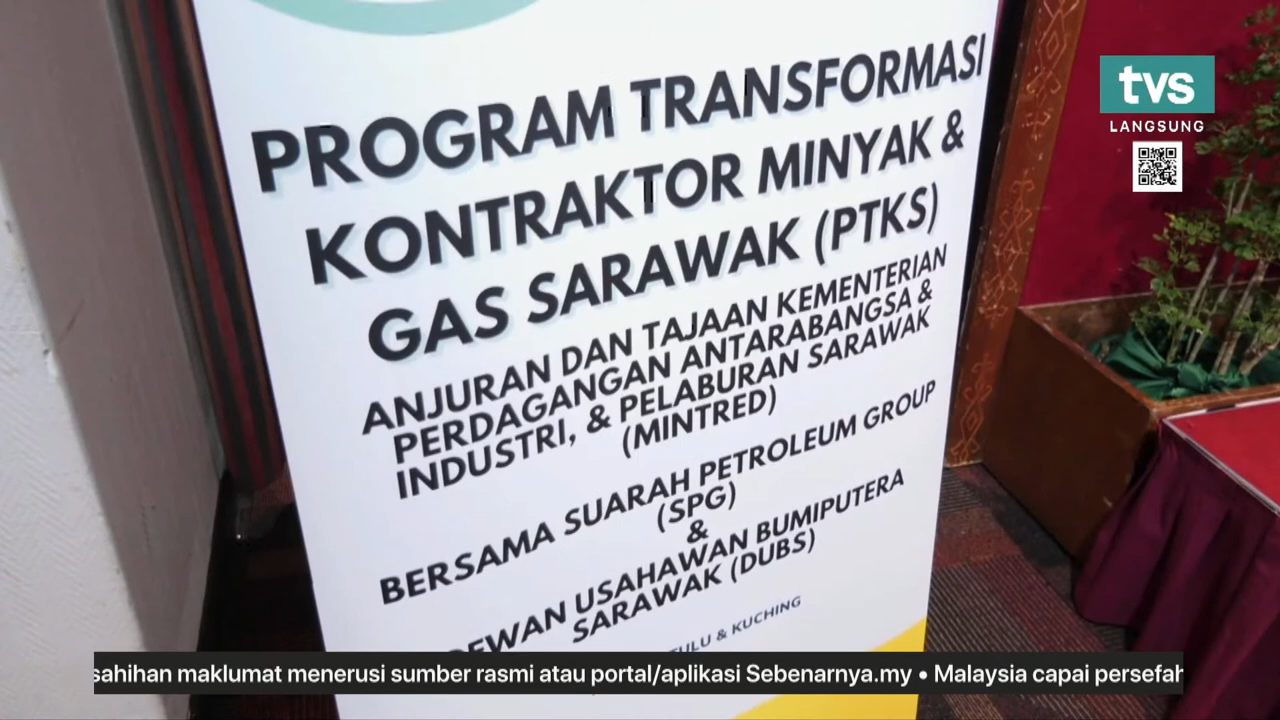 PROGRAM TRANSFORMASI
KONTRAKTOR MINYAK &
GAS SARAWAK (PTKS)
ANJURAN DAN TAJAAN KEMENTERIAN
PERDAGANGAN ANTARABANGSA &
INDUSTRI, & PELABURAN SARAWAK
(MINTRED)
BERSAMA SUARAH PETROLEUM GROUP
(SPG)
&
DEWAN USAHAWAN BUMIPUTERA
SARAWAK (DUBS)
& KUCHING
tvs
LANGSUNG
sahihan maklumat menerusi sumber rasmi atau portal/aplikasi Sebenarnya.my • Malaysia capai persefah